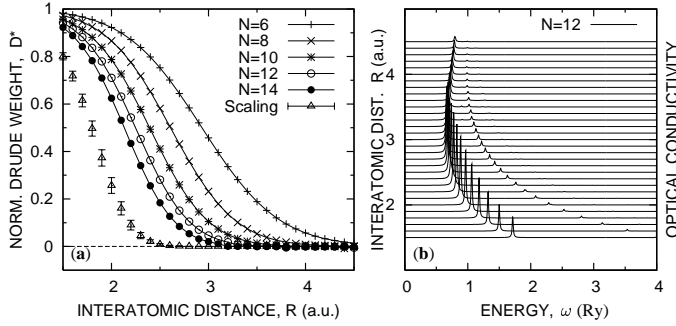 NORM. DRUDE WEIGHT, D*
1
0.8
0.6
0.4
0.2
0
N=6
N=8
N=10
N=12
N=14
Scaling
(a)
2
3
4
INTERATOMIC DISTANCE, R (a.u.)
INTERATOMIC DIST. R (a.u.)
N=12
4
3
2
(b)
0
1
2
3
4
ENERGY, ω (Ry)
OPTICAL CONDUCTIVITY